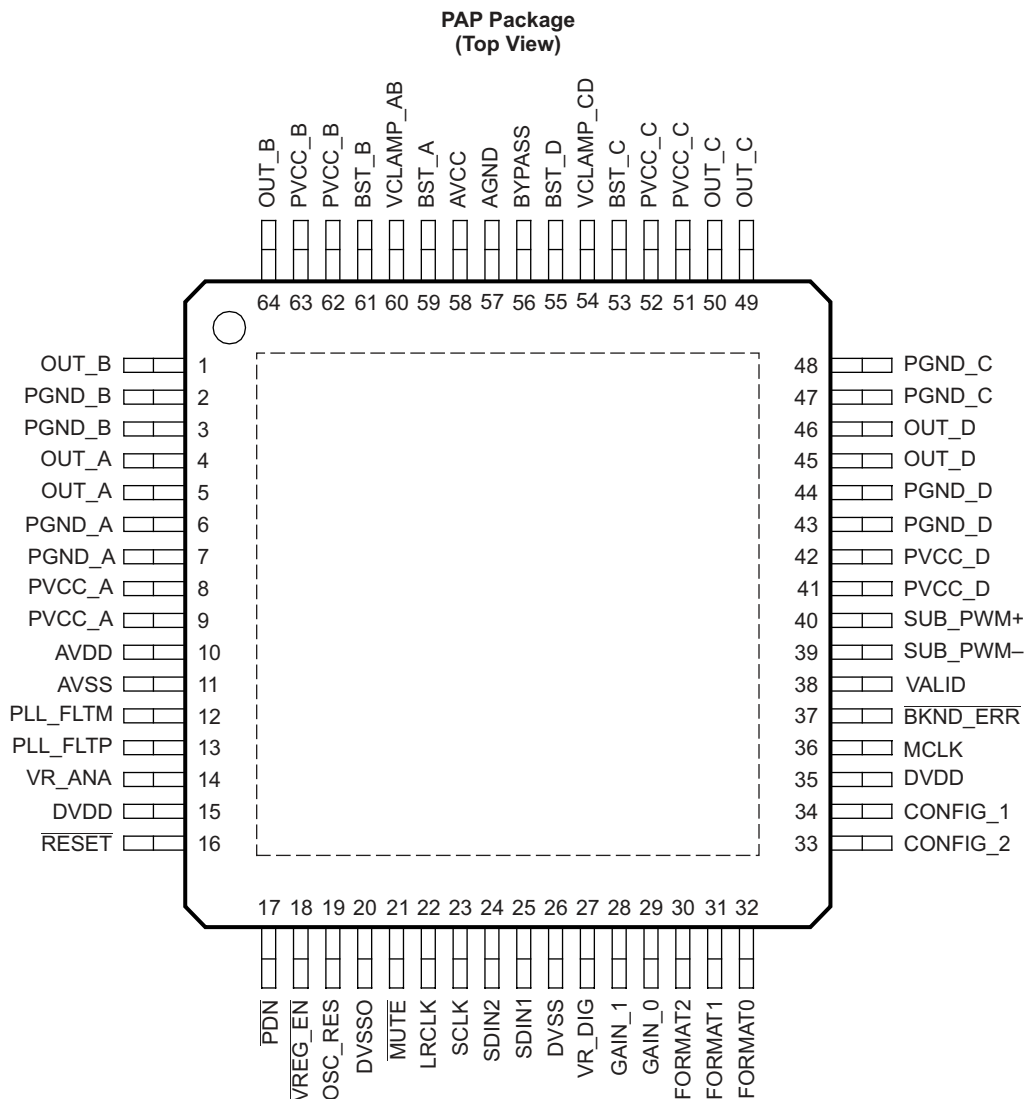 PAP Package
(Top View)
OUT_B
PVCC_B
PVCC_B
BST_B
VCLAMP_AB
BST_A
AVCC
AGND
BYPASS
BST_D
VCLAMP_CD
BST_C
PVCC_C
PVCC_C
OUT_C
OUT_C
64 63 62 61 60 59 58 57 56 55 54 53 52 51 50 49
OUT_B 1 48 PGND_C
PGND_B 2 47 PGND_C
PGND_B 3 46 OUT_D
OUT_A 4 45 OUT_D
OUT_A 5 44 PGND_D
PGND_A 6 43 PGND_D
PGND_A 7 42 PVCC_D
PVCC_A 8 41 PVCC_D
PVCC_A 9 40 SUB_PWM+
AVDD 10 39 SUB_PWM–
AVSS 11 38 VALID
PLL_FLTM 12 37 BKND_ERR
PLL_FLTP 13 36 MCLK
VR_ANA 14 35 DVDD
DVDD 15 34 CONFIG_1
RESET 16 33 CONFIG_2
17 18 19 20 21 22 23 24 25 26 27 28 29 30 31 32
PDN
VREG_EN
OSC_RES
DVSSO
MUTE
LRCLK
SCLK
SDIN2
SDIN1
DVSS
VR_DIG
GAIN_1
GAIN_0
FORMAT2
FORMAT1
FORMAT0